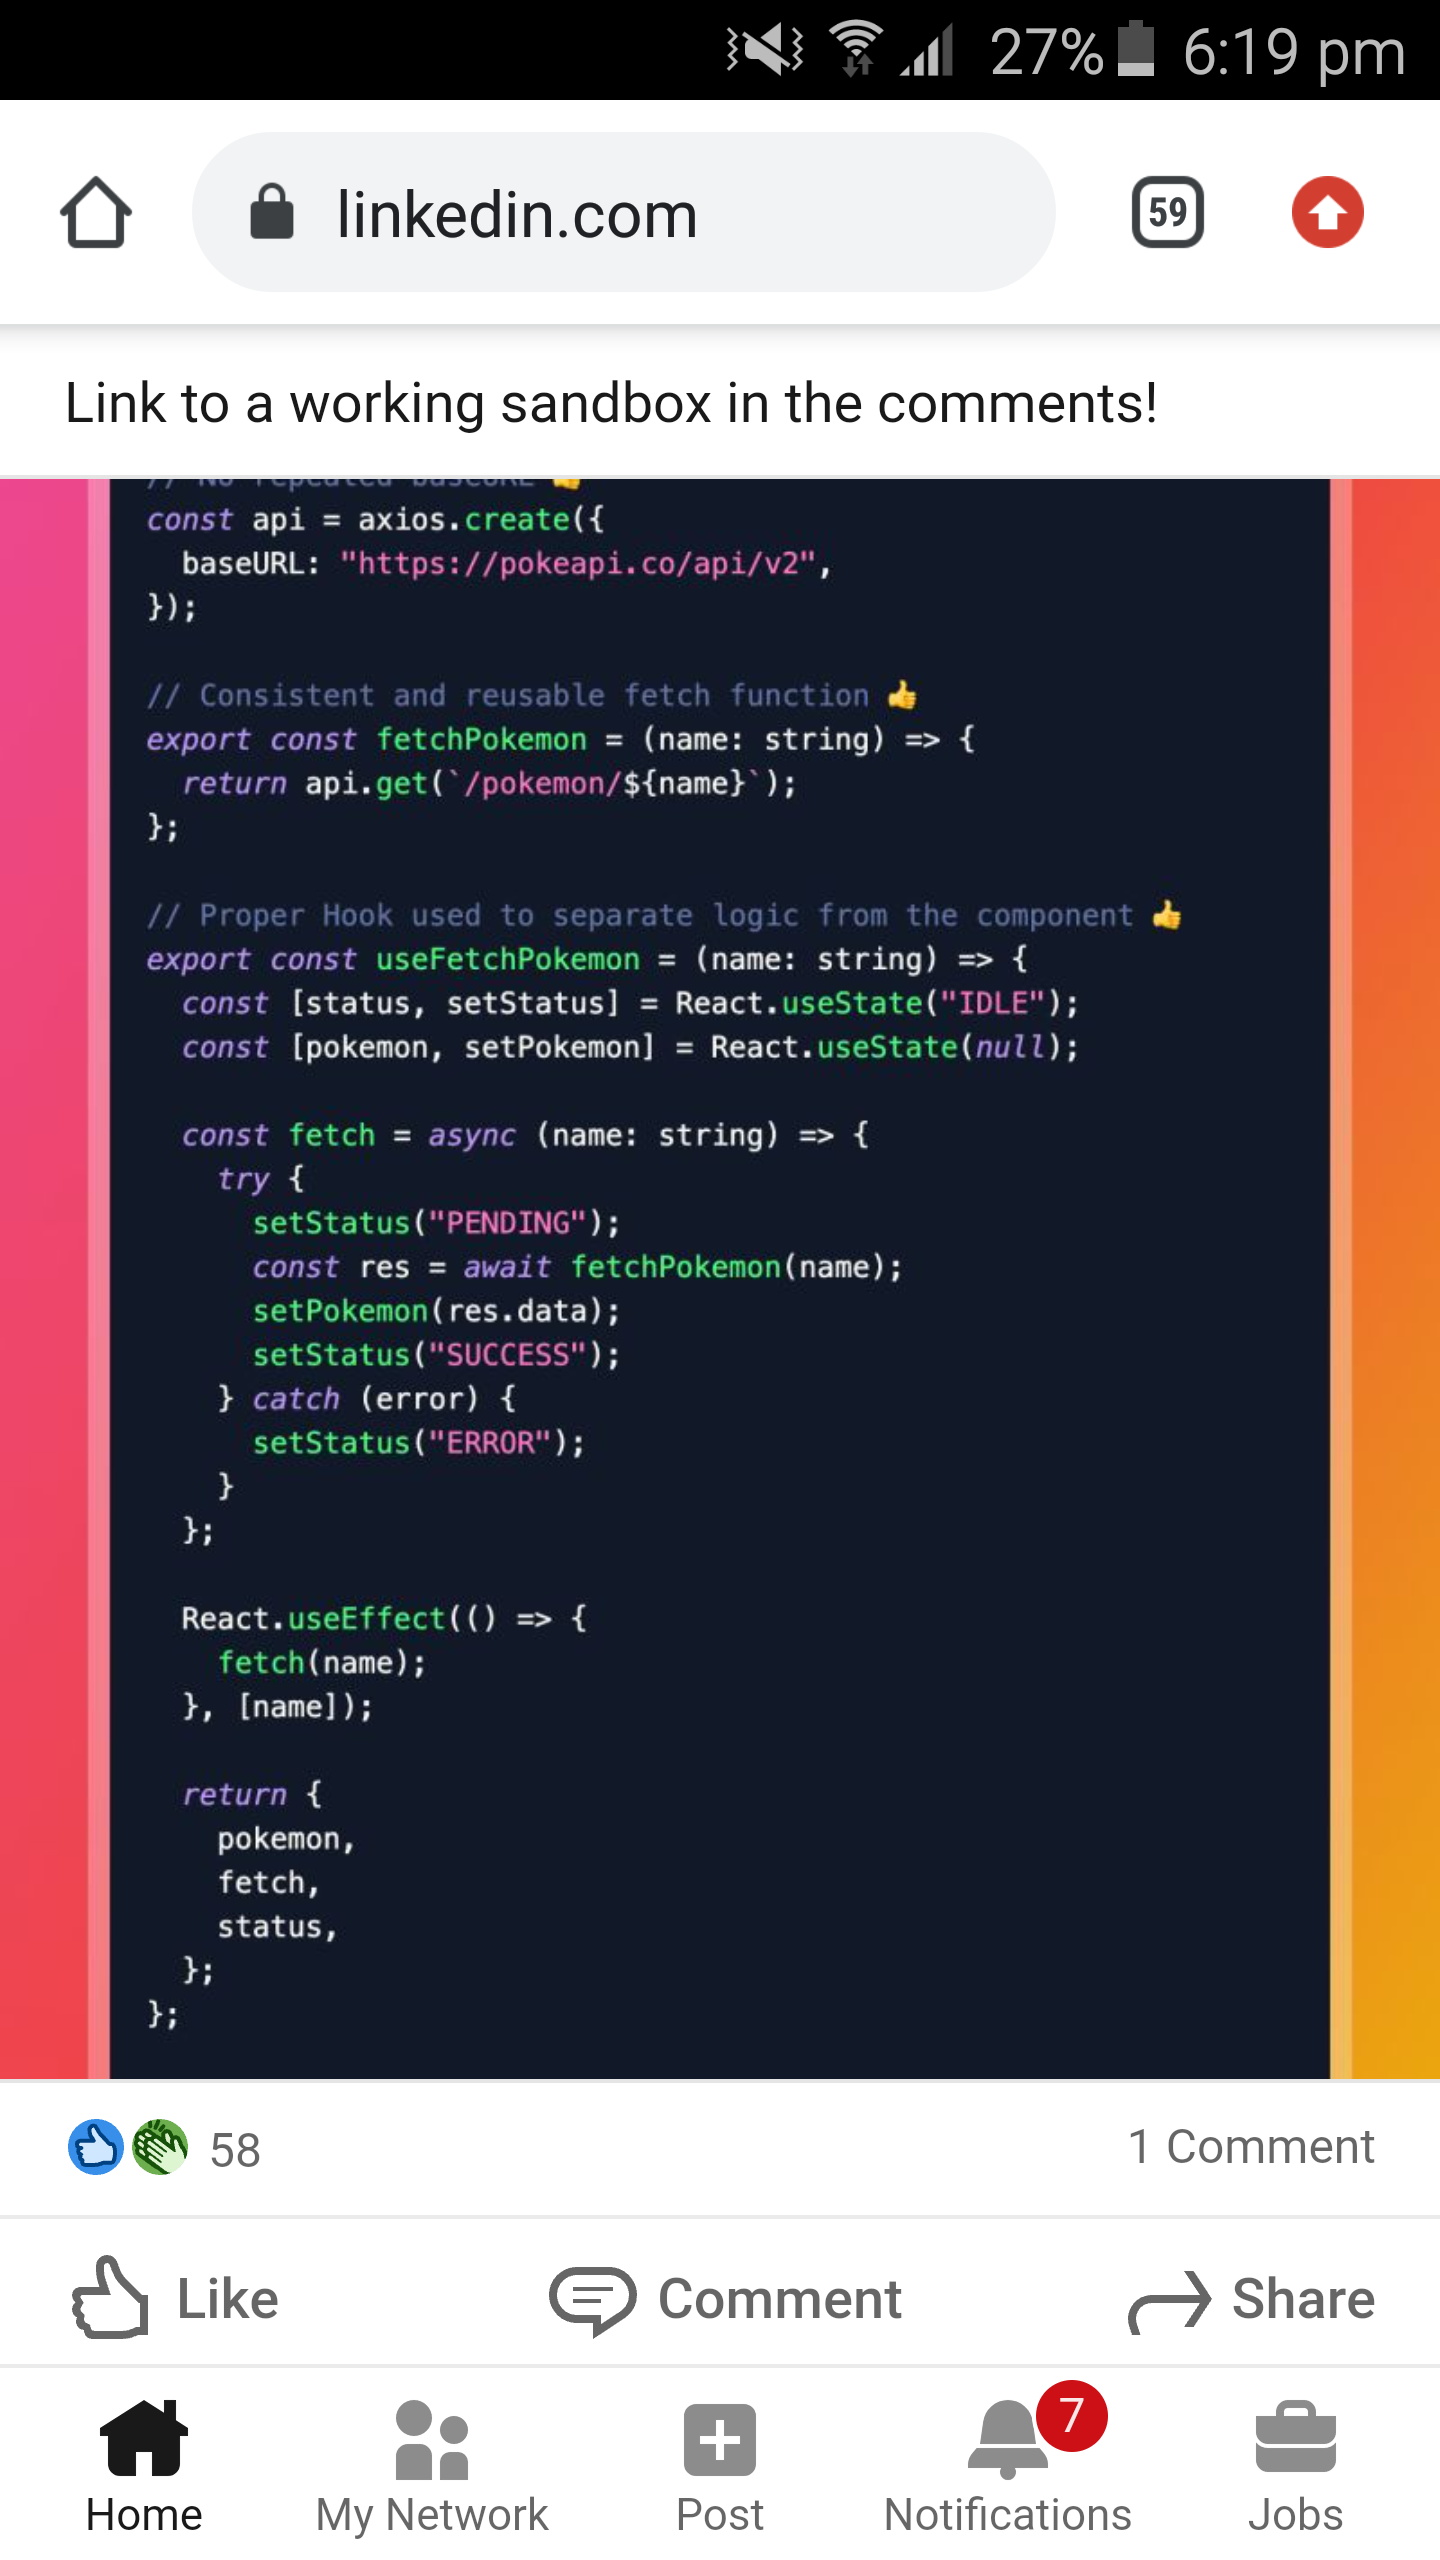 27% 6:19 pm
linkedin.com 59
Link to a working sandbox in the comments!
// No repeated baseURL 👍
const api = axios.create({
  baseURL: "https://pokeapi.co/api/v2",
});

// Consistent and reusable fetch function 👍
export const fetchPokemon = (name: string) => {
  return api.get(`/pokemon/${name}`);
};

// Proper Hook used to separate logic from the component 👍
export const useFetchPokemon = (name: string) => {
  const [status, setStatus] = React.useState("IDLE");
  const [pokemon, setPokemon] = React.useState(null);

  const fetch = async (name: string) => {
    try {
      setStatus("PENDING");
      const res = await fetchPokemon(name);
      setPokemon(res.data);
      setStatus("SUCCESS");
    } catch (error) {
      setStatus("ERROR");
    }
  };

  React.useEffect(() => {
    fetch(name);
  }, [name]);

  return {
    pokemon,
    fetch,
    status,
  };
};
58 1 Comment
Like Comment Share
7
Home My Network Post Notifications Jobs